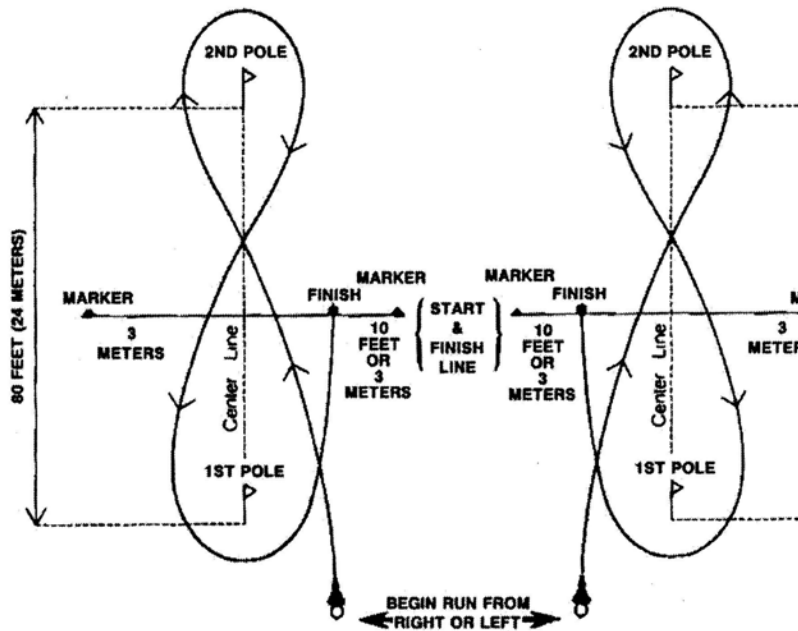 2ND POLE
2ND POLE
80 FEET (24 METERS)
MARKER
3
METERS
FINISH
MARKER
10
FEET
OR
3
METERS
START
&
FINISH
LINE
MARKER
10
FEET
OR
3
METERS
FINISH
MA
3
METER
Center Line
Center Line
1ST POLE
1ST POLE
BEGIN RUN FROM
RIGHT OR LEFT